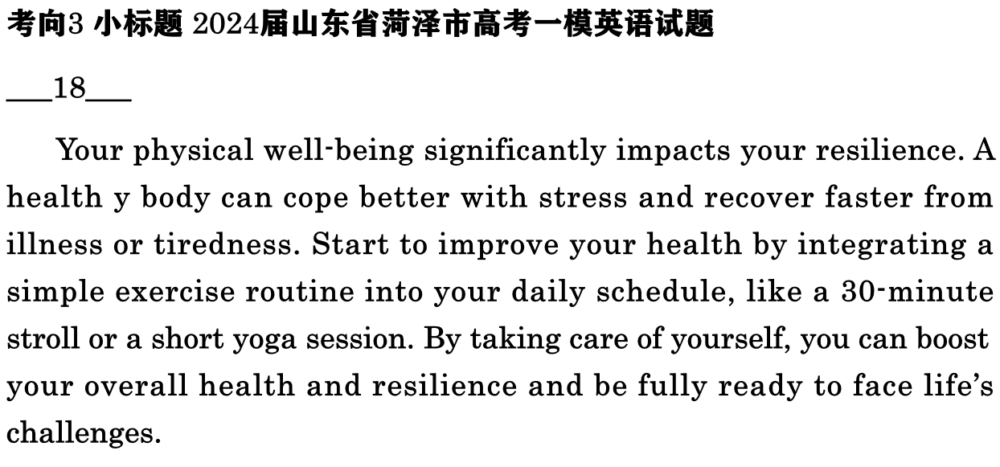 考向3 小标题 2024届山东省菏泽市高考一模英语试题
___18___
Your physical well-being significantly impacts your resilience. A
health y body can cope better with stress and recover faster from
illness or tiredness. Start to improve your health by integrating a
simple exercise routine into your daily schedule, like a 30-minute
stroll or a short yoga session. By taking care of yourself, you can boost
your overall health and resilience and be fully ready to face life’s
challenges.